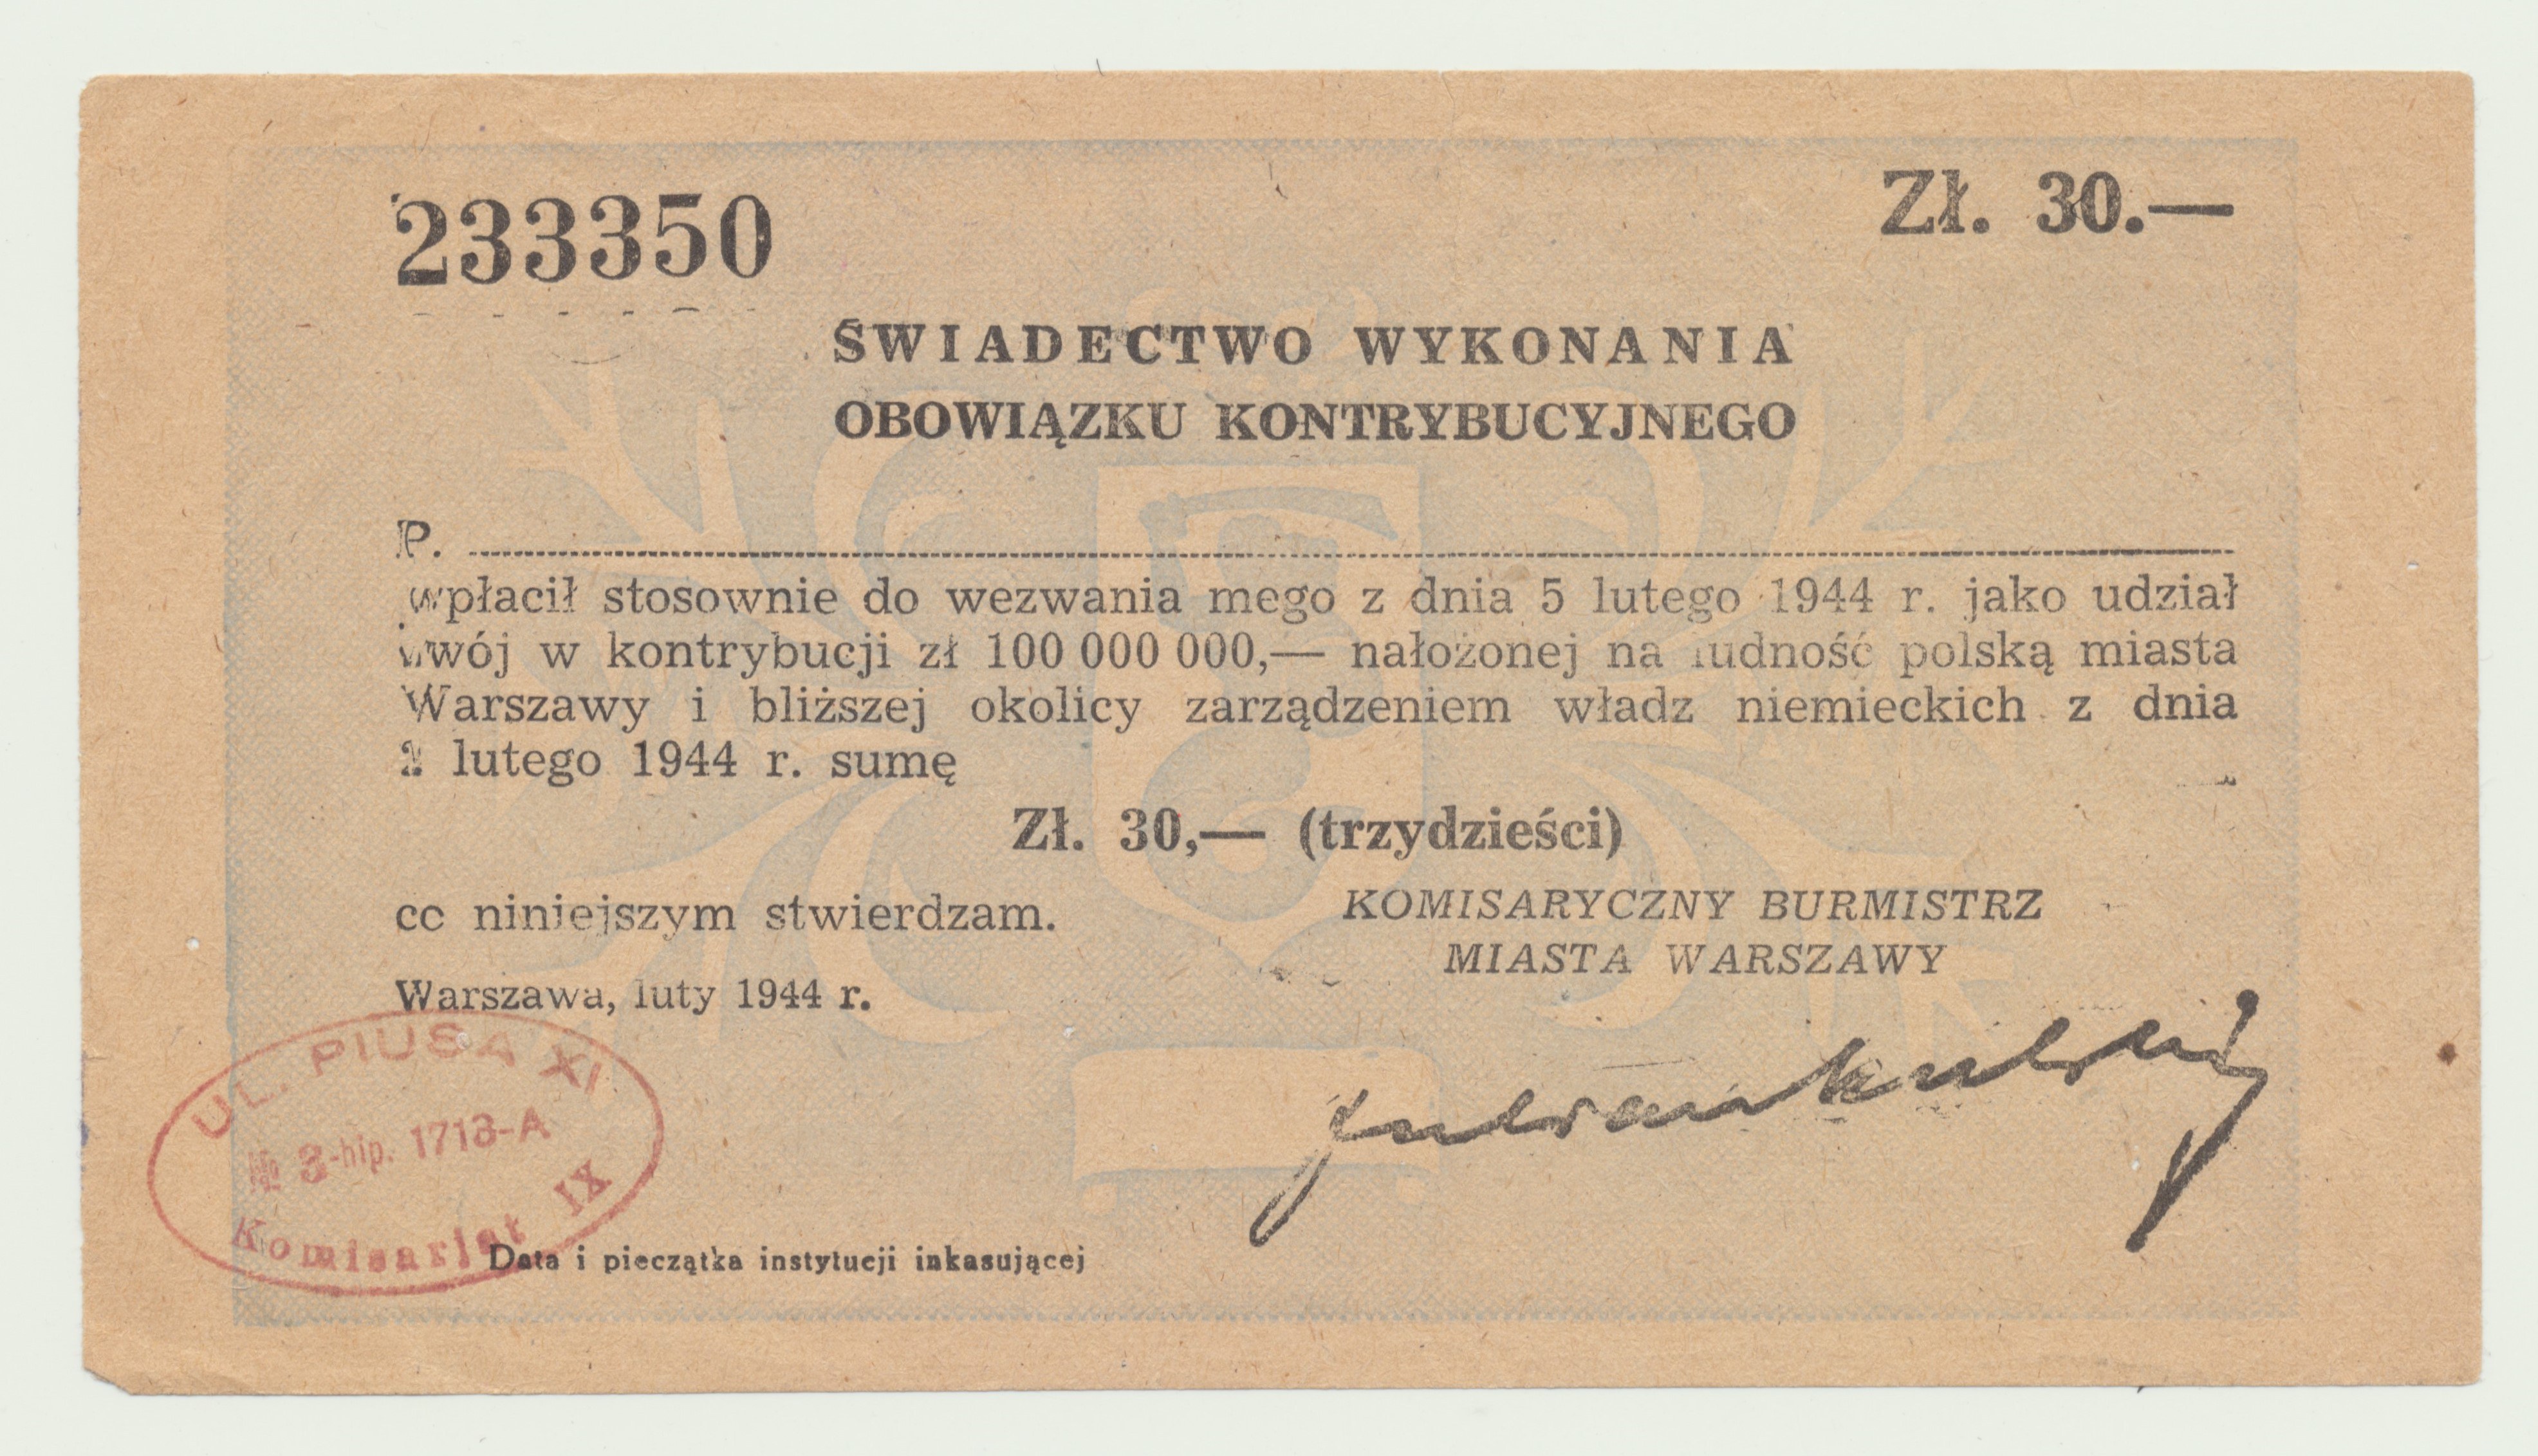 233350
Zł. 30.—
ŚWIADECTWO WYKONANIA
OBOWIĄZKU KONTRYBUCYJNEGO
P.
wpłacił stosownie do wezwania mego z dnia 5 lutego 1944 r. jako udział
swój w kontrybucji zł 100 000 000,— nałożonej na ludność polską miasta
Warszawy i bliższej okolicy zarządzeniem władz niemieckich z dnia
2 lutego 1944 r. sumę
Zł. 30,— (trzydzieści)
co niniejszym stwierdzam.
KOMISARYCZNY BURMISTRZ
MIASTA WARSZAWY
Warszawa, luty 1944 r.
UL. PIUSA XI
№ 3-hip. 1713-A
Komisariat IX
Data i pieczątka instytucji inkasującej